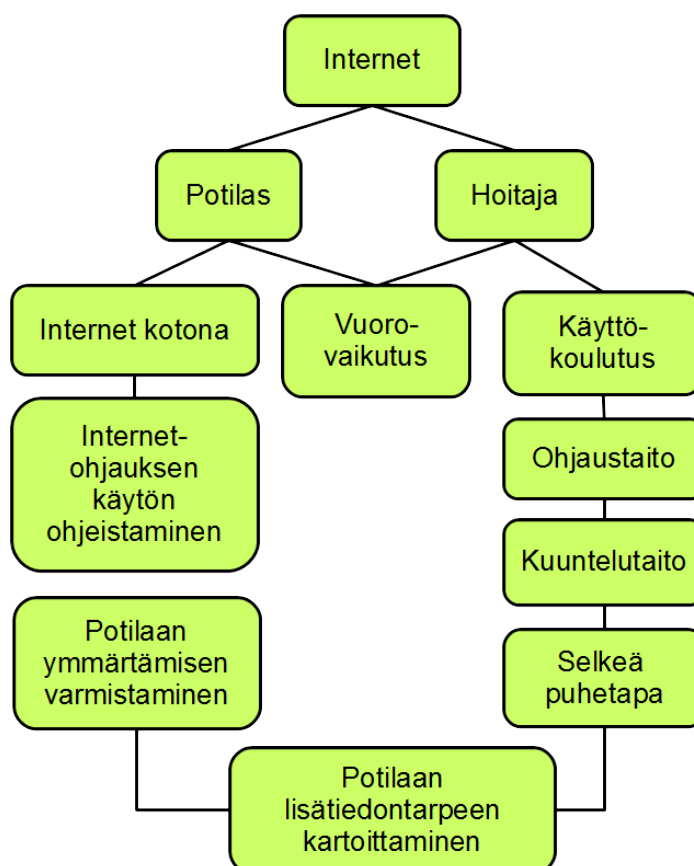 Internet
Potilas
Hoitaja
Internet kotona
Vuoro-
vaikutus
Käyttö-
koulutus
Internet-
ohjauksen
käytön
ohjeistaminen
Ohjaustaito
Kuuntelutaito
Potilaan
ymmärtämisen
varmistaminen
Selkeä
puhetapa
Potilaan
lisätiedontarpeen
kartoittaminen